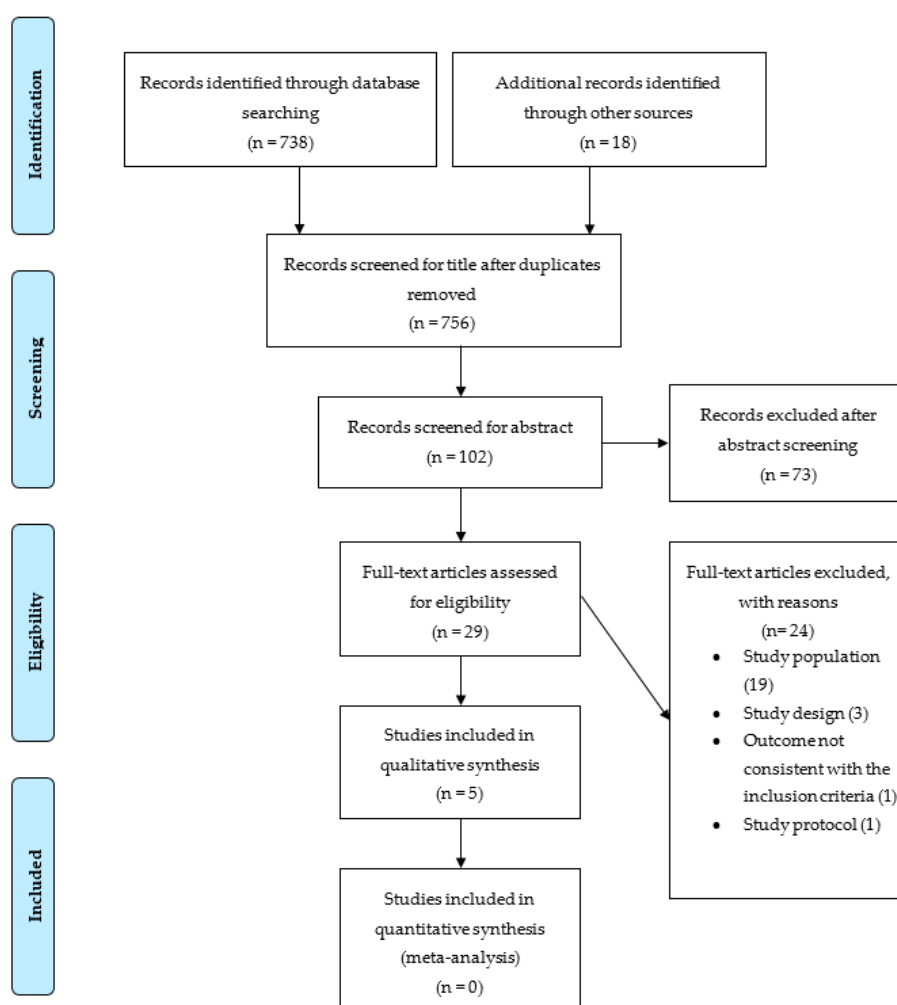 Identification
Records identified through database
searching
(n = 738)
Additional records identified
through other sources
(n = 18)
Records screened for title after duplicates
removed
(n = 756)
Screening
Records screened for abstract
(n = 102)
Records excluded after
abstract screening
(n = 73)
Eligibility
Full-text articles assessed
for eligibility
(n = 29)
Full-text articles excluded,
with reasons
(n= 24)
• Study population
(19)
• Study design (3)
• Outcome not
consistent with the
inclusion criteria (1)
• Study protocol (1)
Studies included in
qualitative synthesis
(n = 5)
Included
Studies included in
quantitative synthesis
(meta-analysis)
(n = 0)